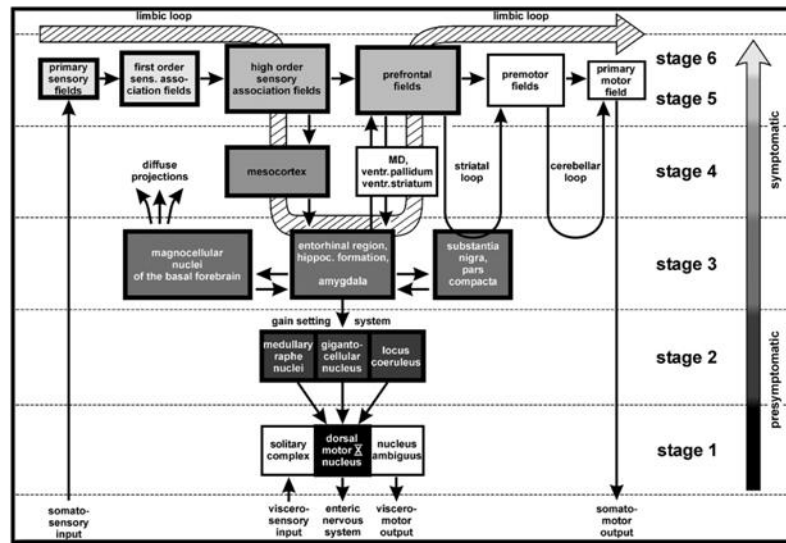 limbic loop
limbic loop
primary
sensory
fields
first order
sens. asso-
ciation fields
high order
sensory
association fields
prefrontal
fields
premotor
fields
primary
motor
field
stage 6
stage 5
mesocortex
MD,
ventr.pallidum
ventr.striatum
striatal
loop
cerebellar
loop
diffuse
projections
stage 4
symptomatic
magnocellular
nuclei
of the basal forebrain
entorhinal region,
hippoc. formation,
amygdala
substantia
nigra,
pars
compacta
stage 3
gain setting system
medullary
raphe
nuclei
giganto-
cellular
nucleus
locus
coeruleus
stage 2
presymptomatic
solitary
complex
dorsal
motor X
nucleus
nucleus
ambiguus
stage 1
somato-
sensory
input
viscero-
sensory
input
enteric
nervous
system
viscero-
motor
output
somato-
motor
output